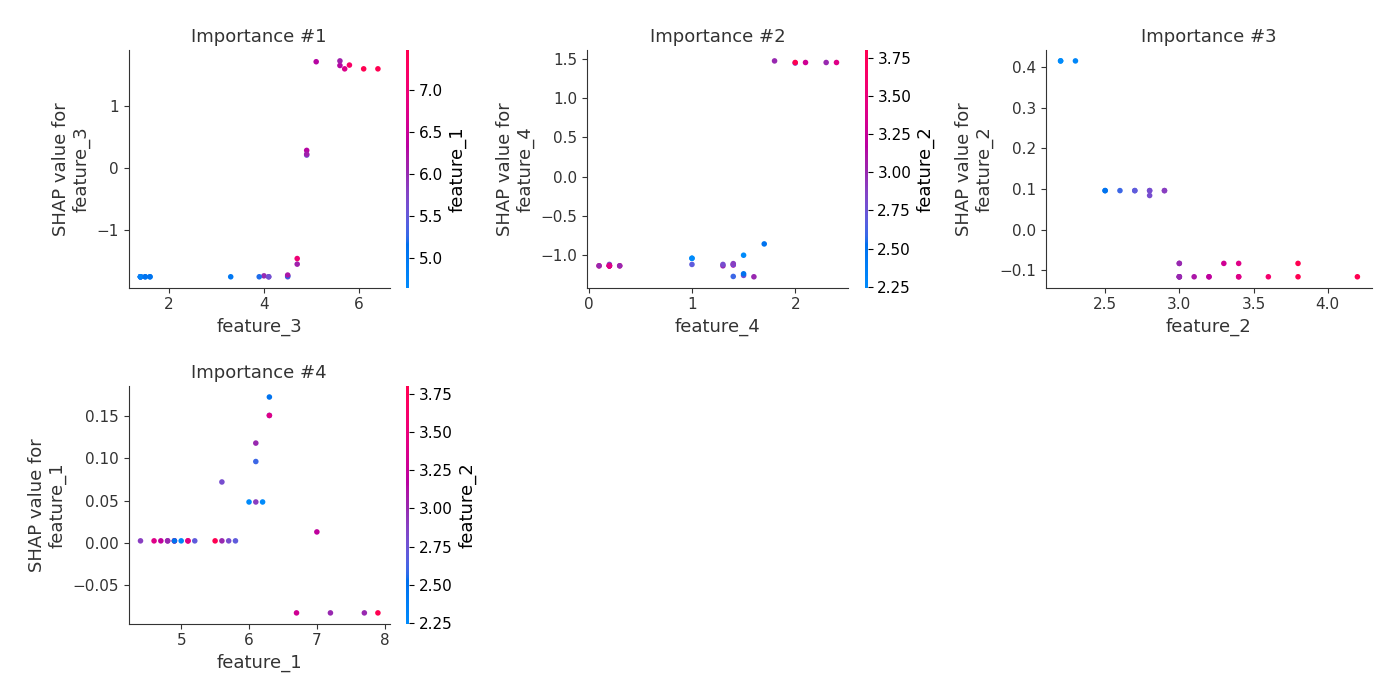 Importance #1
SHAP value for
feature_3
1
0
−1
2
4
6
feature_3
7.0
6.5
6.0
5.5
5.0
feature_1
Importance #2
SHAP value for
feature_4
1.5
1.0
0.5
0.0
−0.5
−1.0
0
1
2
feature_4
3.75
3.50
3.25
3.00
2.75
2.50
2.25
feature_2
Importance #3
SHAP value for
feature_2
0.4
0.3
0.2
0.1
0.0
−0.1
2.5
3.0
3.5
4.0
feature_2
Importance #4
SHAP value for
feature_1
0.15
0.10
0.05
0.00
−0.05
5
6
7
8
feature_1
3.75
3.50
3.25
3.00
2.75
2.50
2.25
feature_2